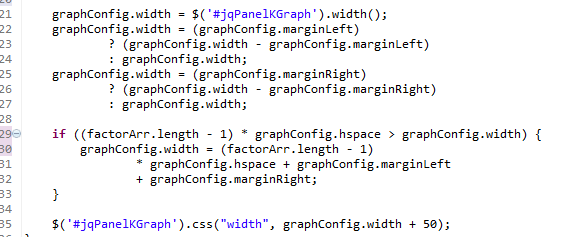 21 graphConfig.width = $('#jqPanelKGraph').width();
22 graphConfig.width = (graphConfig.marginLeft)
23 ? (graphConfig.width - graphConfig.marginLeft)
24 : graphConfig.width;
25 graphConfig.width = (graphConfig.marginRight)
26 ? (graphConfig.width - graphConfig.marginRight)
27 : graphConfig.width;
28
29 if ((factorArr.length - 1) * graphConfig.hspace > graphConfig.width) {
30 graphConfig.width = (factorArr.length - 1)
31 * graphConfig.hspace + graphConfig.marginLeft
32 + graphConfig.marginRight;
33 }
34
35 $('#jqPanelKGraph').css("width", graphConfig.width + 50);